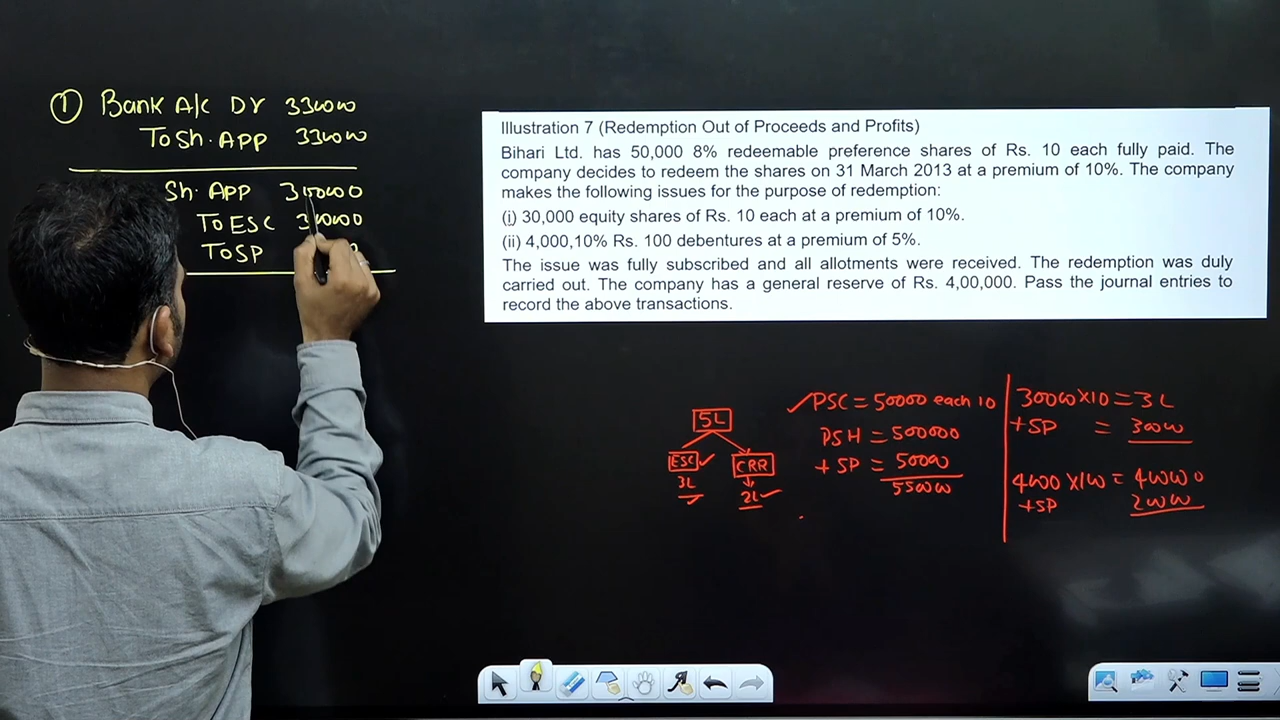 ① Bank A/c DY 330000
To Sh. APP 330000
Sh. APP
To ESC
To SP
Illustration 7 (Redemption Out of Proceeds and Profits)
Bihari Ltd. has 50,000 8% redeemable preference shares of Rs. 10 each fully paid. The
company decides to redeem the shares on 31 March 2013 at a premium of 10%. The company
makes the following issues for the purpose of redemption:
(i) 30,000 equity shares of Rs. 10 each at a premium of 10%.
(ii) 4,000,10% Rs. 100 debentures at a premium of 5%.
The issue was fully subscribed and all allotments were received. The redemption was duly
carried out. The company has a general reserve of Rs. 4,00,000. Pass the journal entries to
record the above transactions.
5L
ESC ✓ CRR
3L 2L ✓
✓ PSC = 50000 each 10
PSH = 500000
+ SP = 50000
550000
30000 × 10 = 3L
+SP = 30000
4000 × 100 = 400000
+SP 20000